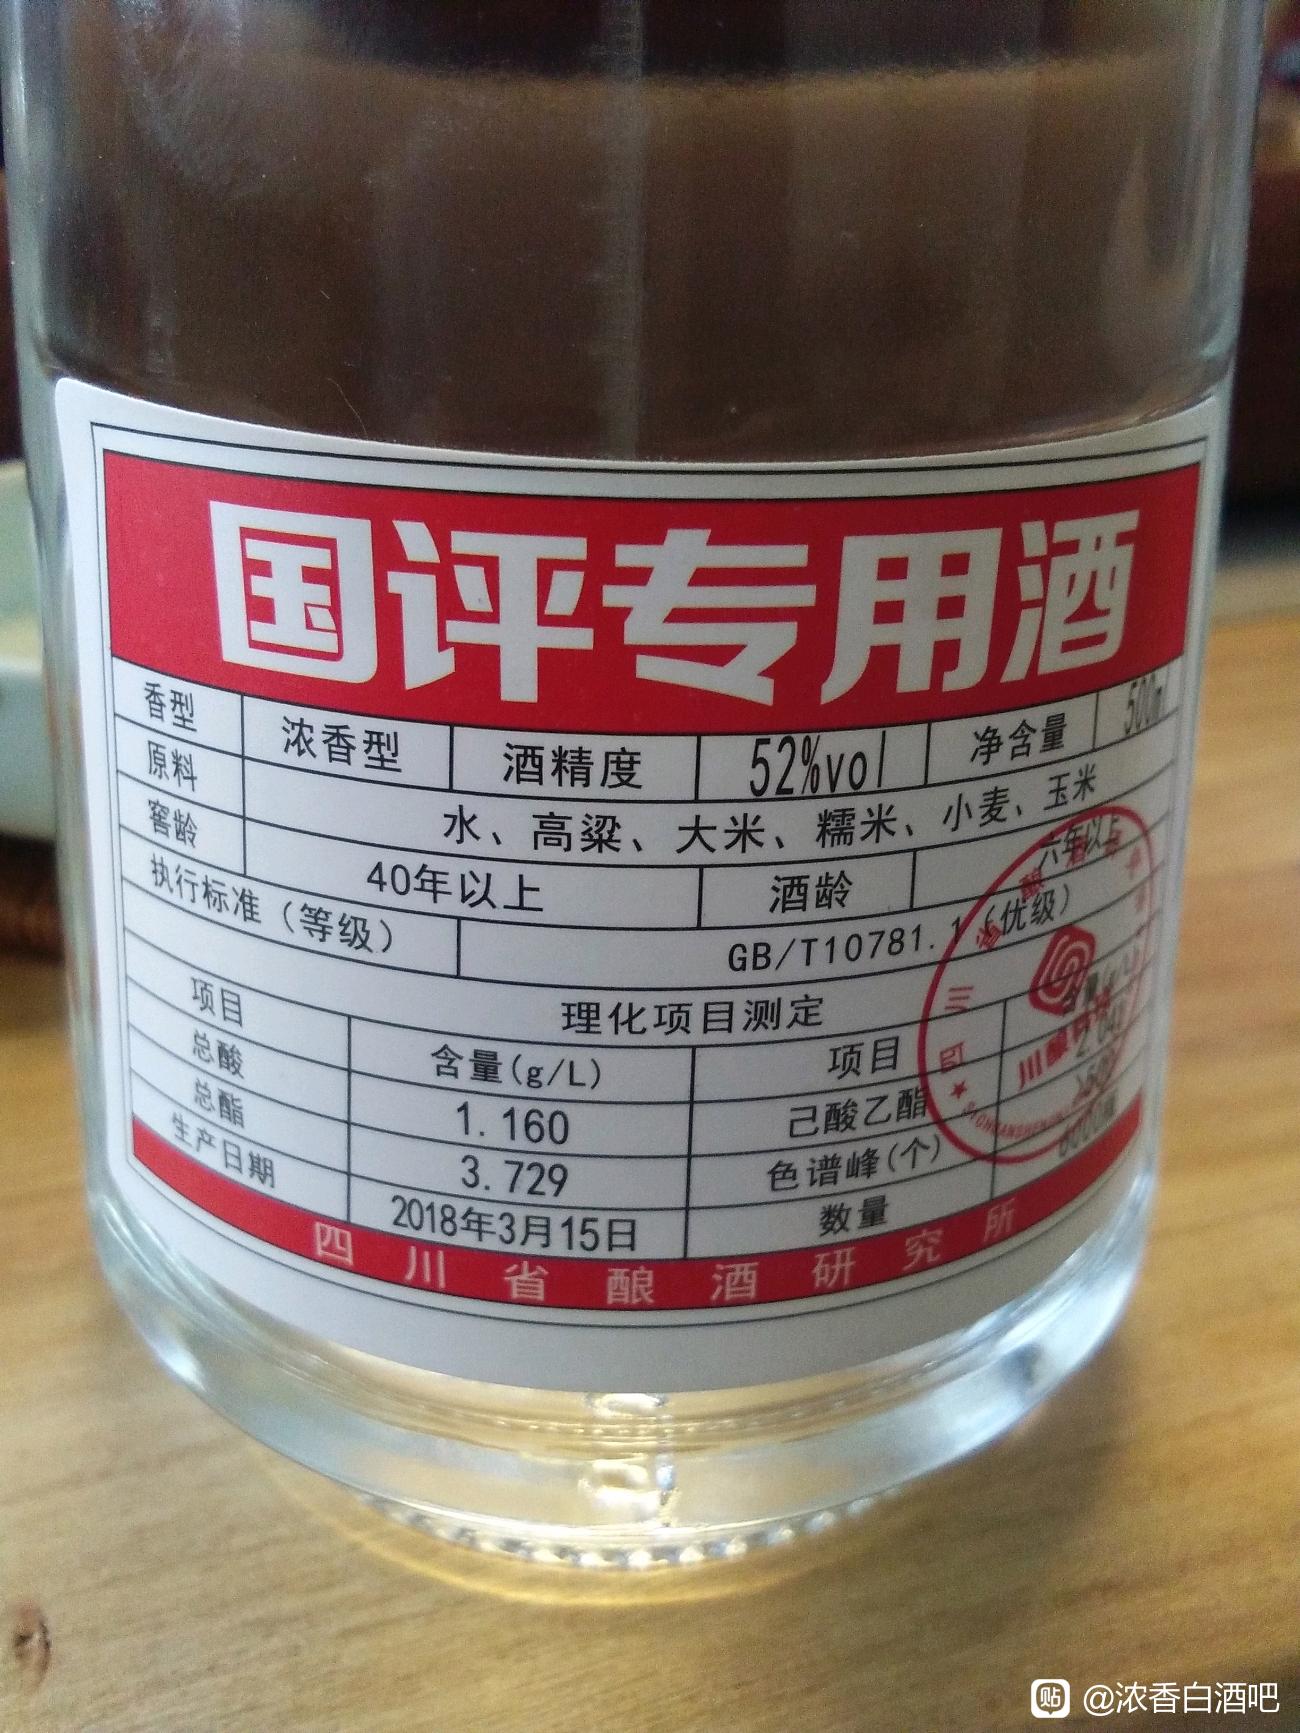 国评专用酒
香型 浓香型 酒精度 52%vol 净含量 500ml
原料 水、高粱、大米、糯米、小麦、玉米
窖龄 40年以上 酒龄 六年以上
执行标准（等级） GB/T10781.1（优级）
理化项目测定
项目 含量(g/L) 项目
总酸 1.160 己酸乙酯
总酯 3.729 色谱峰(个)
生产日期 2018年3月15日 数量
四川省酿酒研究所
贴 @浓香白酒吧